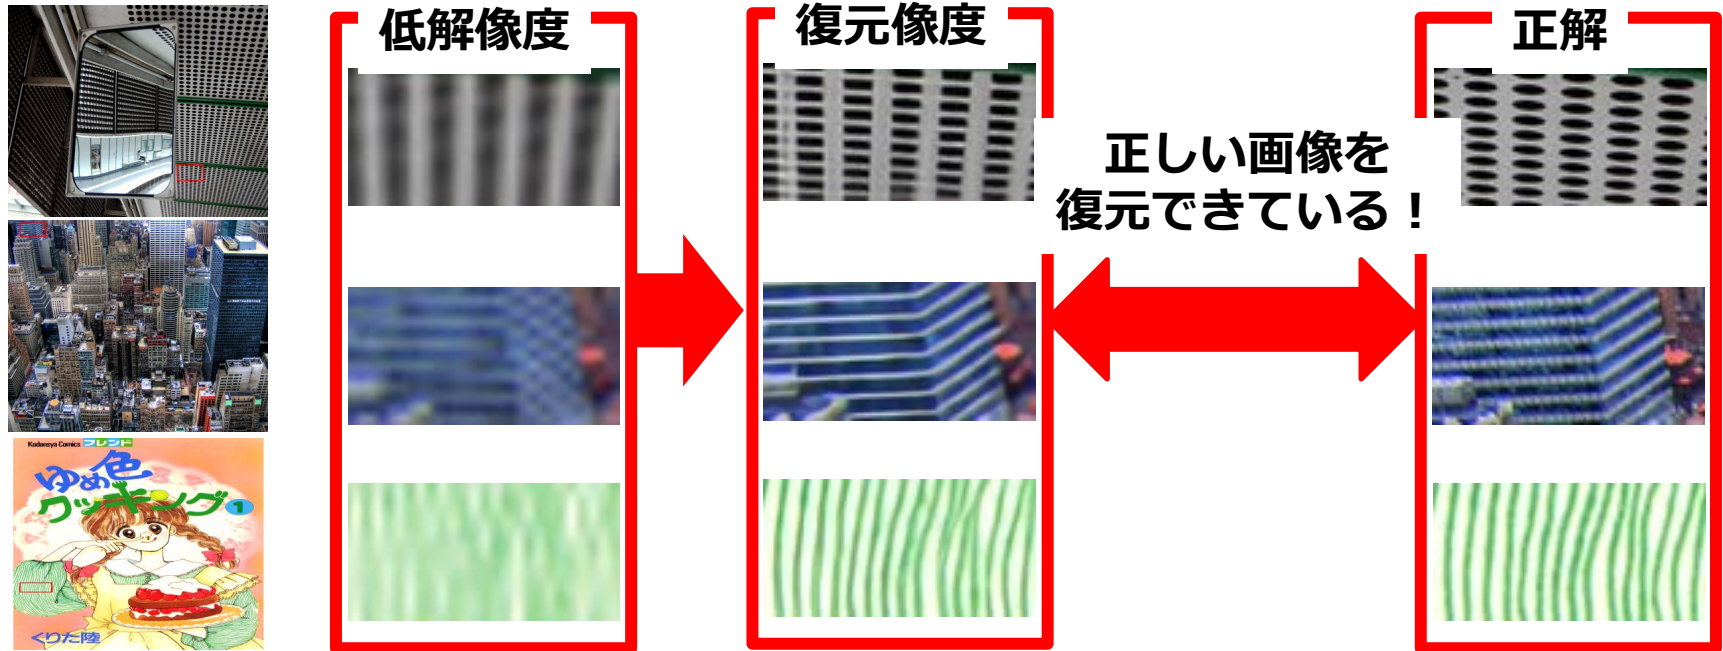 低解像度
復元像度
正解
正しい画像を
復元できている！
Kodansya Comics フレンド
ゆめ色
クッキング 1
くりた陸